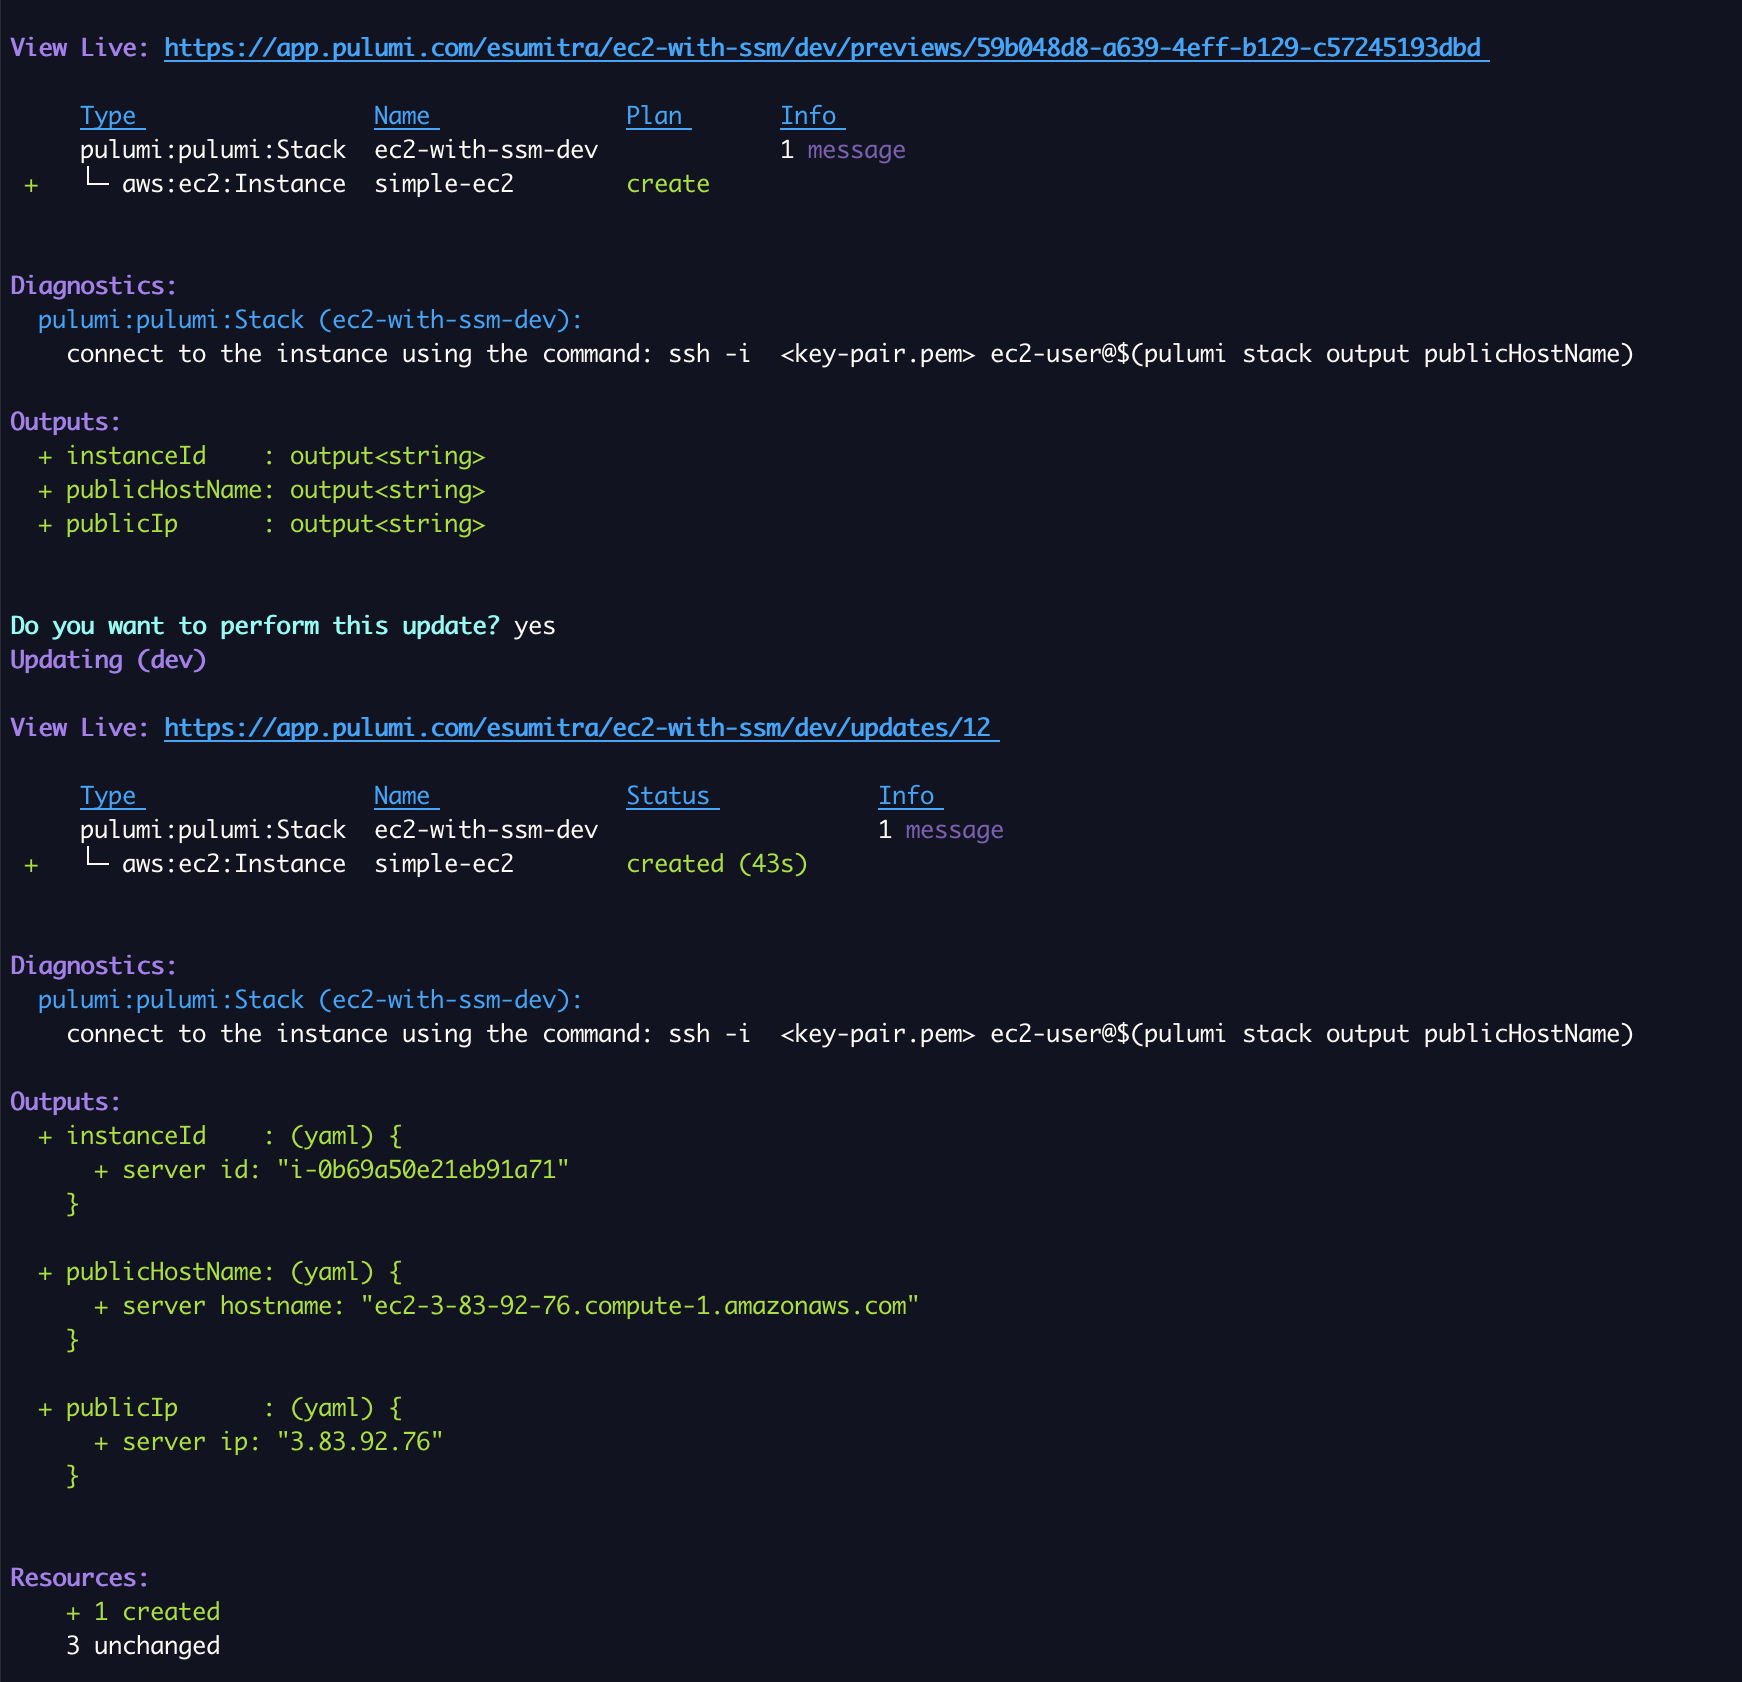 View Live: https://app.pulumi.com/esumitra/ec2-with-ssm/dev/previews/59b048d8-a639-4eff-b129-c57245193dbd
Type Name Plan Info
pulumi:pulumi:Stack ec2-with-ssm-dev 1 message
+ └─ aws:ec2:Instance simple-ec2 create
Diagnostics:
pulumi:pulumi:Stack (ec2-with-ssm-dev):
connect to the instance using the command: ssh -i  <key-pair.pem> ec2-user@$(pulumi stack output publicHostName)
Outputs:
+ instanceId    : output<string>
+ publicHostName: output<string>
+ publicIp      : output<string>
Do you want to perform this update? yes
Updating (dev)
View Live: https://app.pulumi.com/esumitra/ec2-with-ssm/dev/updates/12
Type Name Status Info
pulumi:pulumi:Stack ec2-with-ssm-dev 1 message
+ └─ aws:ec2:Instance simple-ec2 created (43s)
Diagnostics:
pulumi:pulumi:Stack (ec2-with-ssm-dev):
connect to the instance using the command: ssh -i  <key-pair.pem> ec2-user@$(pulumi stack output publicHostName)
Outputs:
+ instanceId    : (yaml) {
+ server id: "i-0b69a50e21eb91a71"
}
+ publicHostName: (yaml) {
+ server hostname: "ec2-3-83-92-76.compute-1.amazonaws.com"
}
+ publicIp      : (yaml) {
+ server ip: "3.83.92.76"
}
Resources:
+ 1 created
3 unchanged